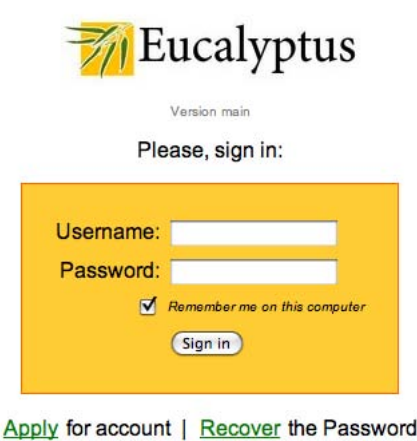 Eucalyptus
Version main
Please, sign in:
Username:
Password:
Remember me on this computer
Sign in
Apply for account | Recover the Password